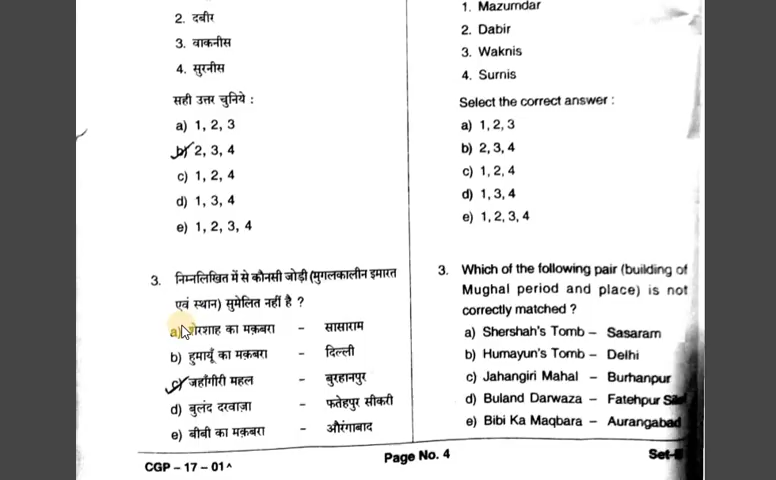 2. दबीर
3. वाकनीस
4. सुरनीस
सही उत्तर चुनिये :
a) 1, 2, 3
b) 2, 3, 4
c) 1, 2, 4
d) 1, 3, 4
e) 1, 2, 3, 4
3. निम्नलिखित में से कौनसी जोड़ी (मुगलकालीन इमारत
एवं स्थान) सुमेलित नहीं है ?
a) शेरशाह का मक़बरा – सासाराम
b) हुमायूँ का मक़बरा – दिल्ली
c) जहाँगीरी महल – बुरहानपुर
d) बुलंद दरवाज़ा – फतेहपुर सीकरी
e) बीबी का मक़बरा – औरंगाबाद
CGP – 17 – 01^
1. Mazumdar
2. Dabir
3. Waknis
4. Surnis
Select the correct answer :
a) 1, 2, 3
b) 2, 3, 4
c) 1, 2, 4
d) 1, 3, 4
e) 1, 2, 3, 4
3. Which of the following pair (building of
Mughal period and place) is not
correctly matched ?
a) Shershah's Tomb – Sasaram
b) Humayun's Tomb – Delhi
c) Jahangiri Mahal – Burhanpur
d) Buland Darwaza – Fatehpur
e) Bibi Ka Maqbara – Aurangabad
Page No. 4